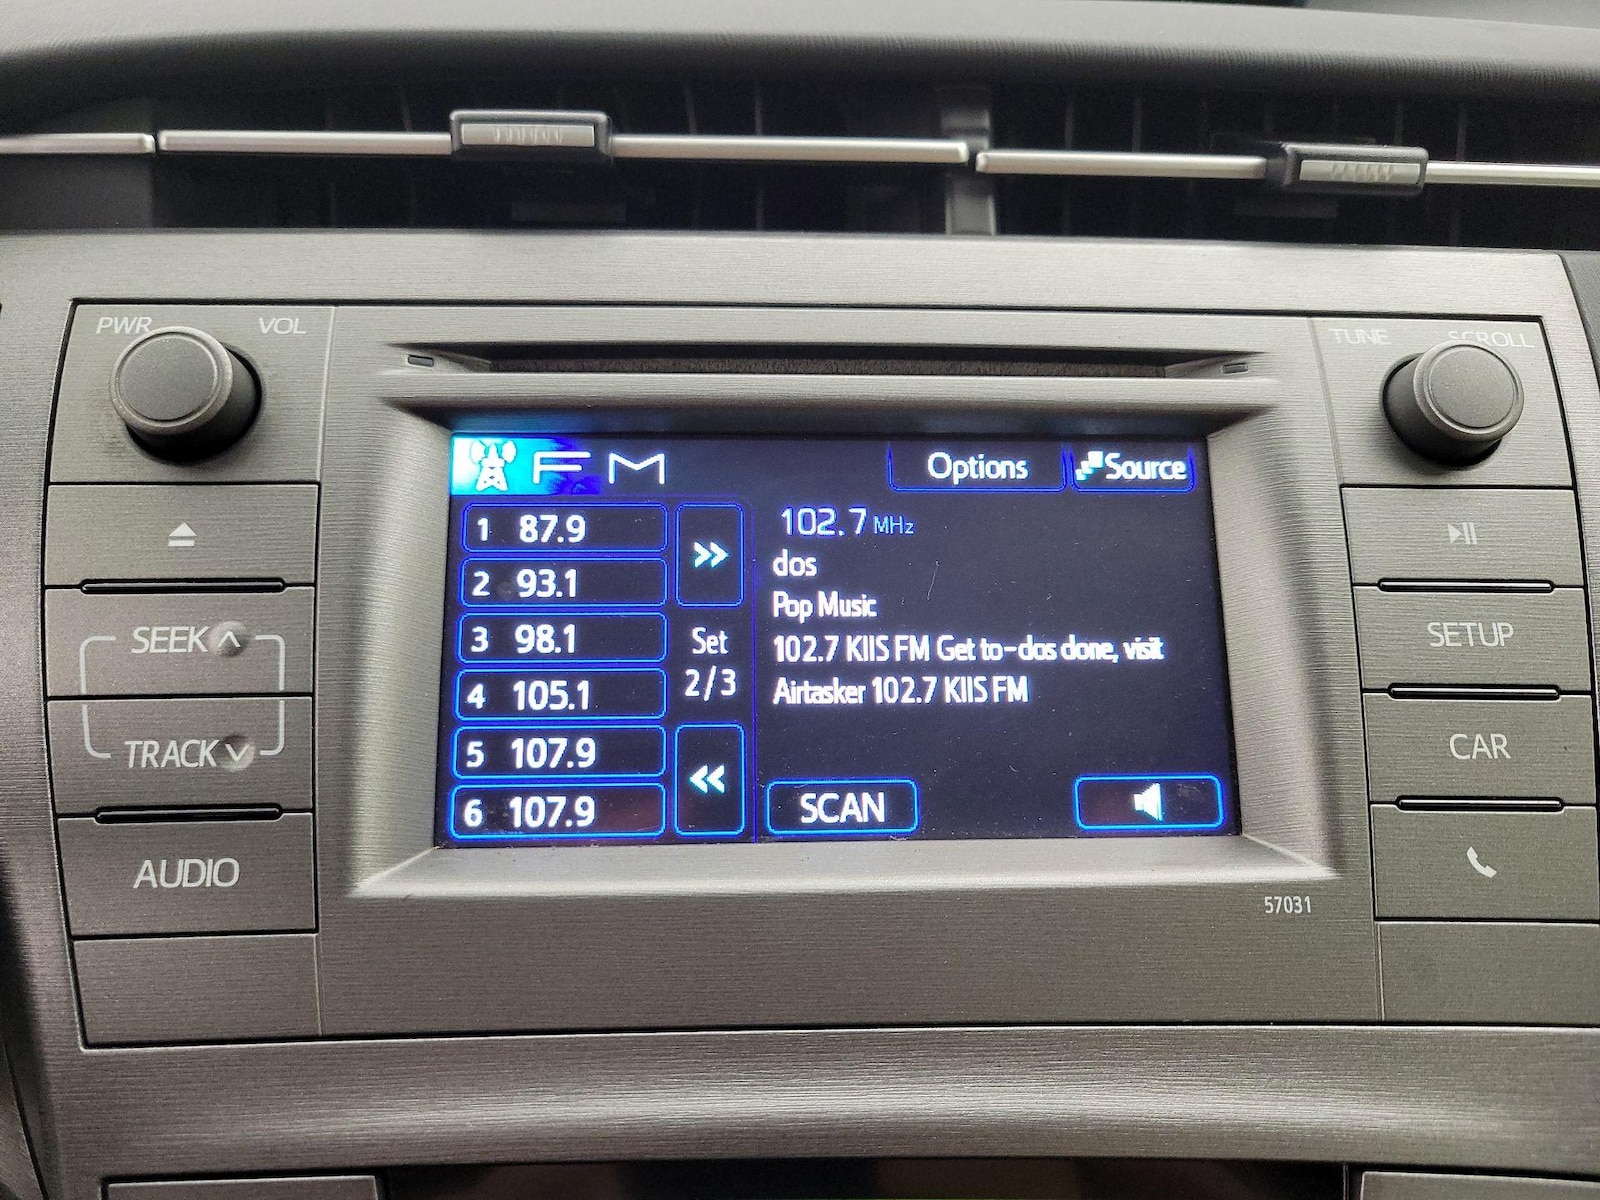 PWR VOL
TUNE SCROLL
FM Options Source
1 87.9
2 93.1
3 98.1
4 105.1
5 107.9
6 107.9
Set
2/3
102.7 MHz
dos
Pop Music
102.7 KIIS FM Get to-dos done, visit
Airtasker 102.7 KIIS FM
SCAN
SEEK
TRACK
AUDIO
SETUP
CAR
57031